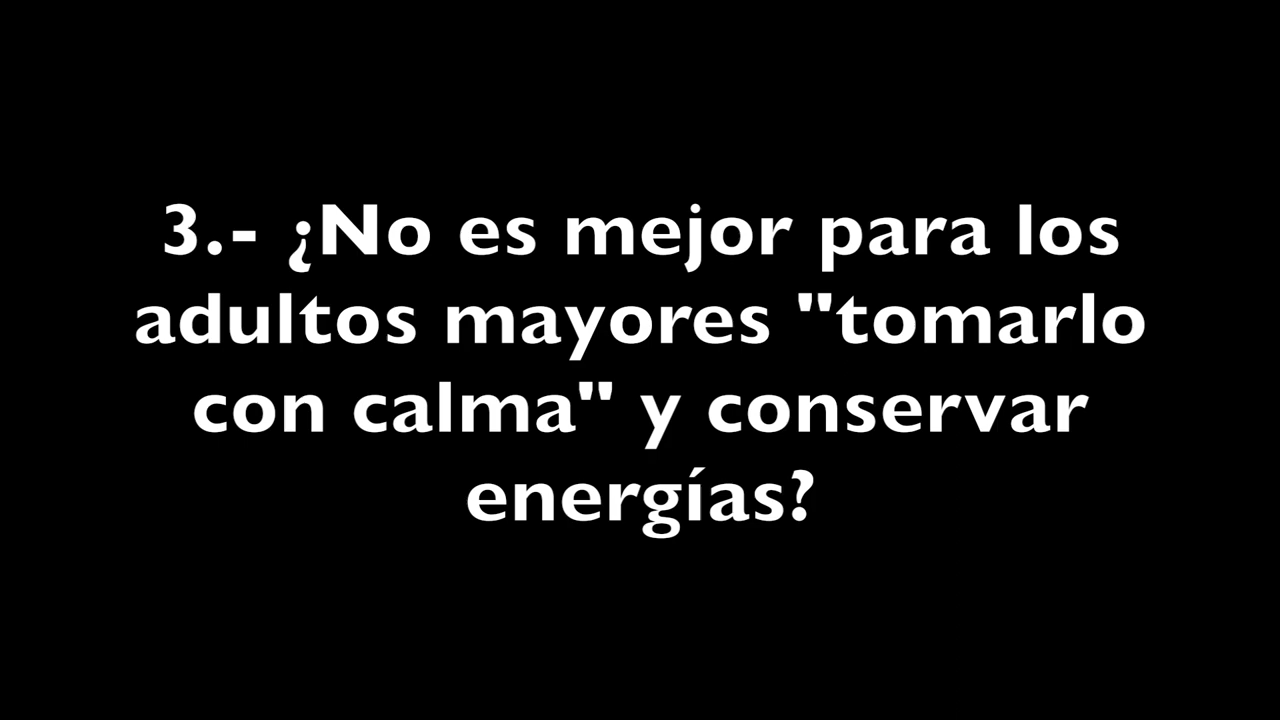 3.- ¿No es mejor para los
adultos mayores "tomarlo
con calma" y conservar
energías?